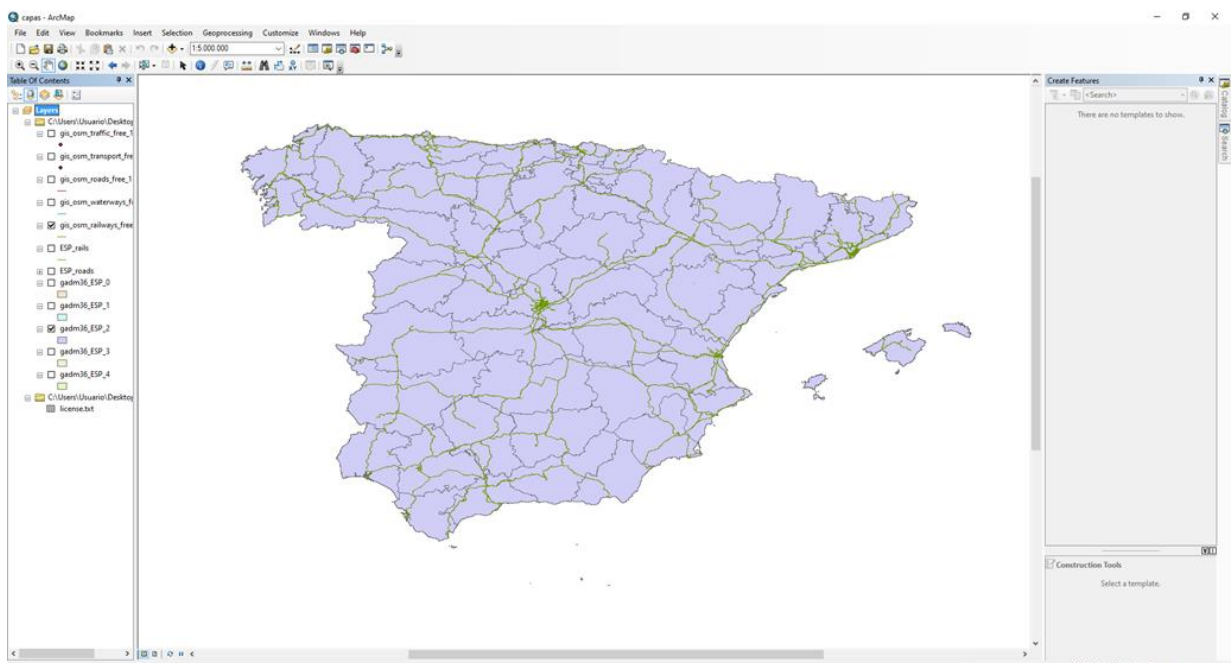 capas - ArcMap
File Edit View Bookmarks Insert Selection Geoprocessing Customize Windows Help
1:5.000.000
Table Of Contents
Layers
C:\Users\Usuario\Desktop
gis_osm_traffic_free_1
gis_osm_transport_fre
gis_osm_roads_free_1
gis_osm_waterways_f
gis_osm_railways_free
ESP_rails
ESP_roads
gadm36_ESP_0
gadm36_ESP_1
gadm36_ESP_2
gadm36_ESP_3
gadm36_ESP_4
C:\Users\Usuario\Desktop
license.txt
Create Features
<Search>
There are no templates to show.
Construction Tools
Select a template.
Catalog
Search